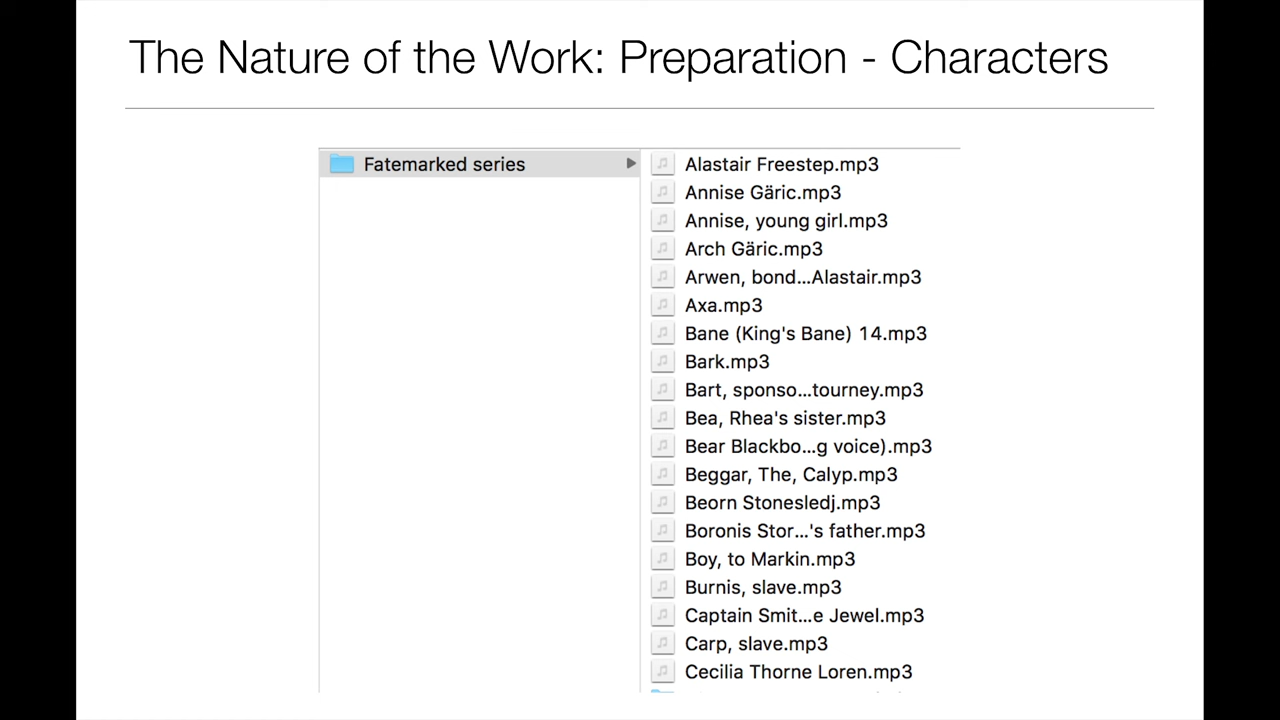 The Nature of the Work: Preparation - Characters
Fatemarked series
Alastair Freestep.mp3
Annise Gäric.mp3
Annise, young girl.mp3
Arch Gäric.mp3
Arwen, bond...Alastair.mp3
Axa.mp3
Bane (King's Bane) 14.mp3
Bark.mp3
Bart, sponso...tourney.mp3
Bea, Rhea's sister.mp3
Bear Blackbo...g voice).mp3
Beggar, The, Calyp.mp3
Beorn Stonesledj.mp3
Boronis Stor...'s father.mp3
Boy, to Markin.mp3
Burnis, slave.mp3
Captain Smit...e Jewel.mp3
Carp, slave.mp3
Cecilia Thorne Loren.mp3